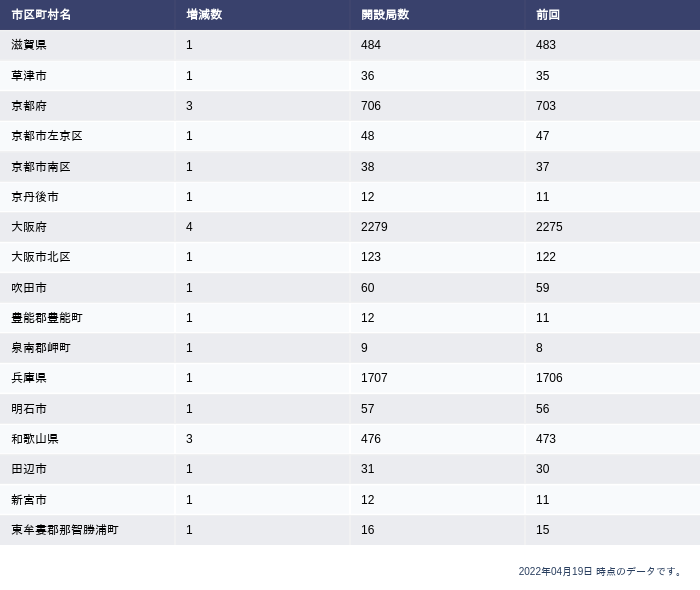 市区町村名 増減数 開設局数 前回
滋賀県 1 484 483
草津市 1 36 35
京都府 3 706 703
京都市左京区 1 48 47
京都市南区 1 38 37
京丹後市 1 12 11
大阪府 4 2279 2275
大阪市北区 1 123 122
吹田市 1 60 59
豊能郡豊能町 1 12 11
泉南郡岬町 1 9 8
兵庫県 1 1707 1706
明石市 1 57 56
和歌山県 3 476 473
田辺市 1 31 30
新宮市 1 12 11
東牟婁郡那智勝浦町 1 16 15
2022年04月19日 時点のデータです。